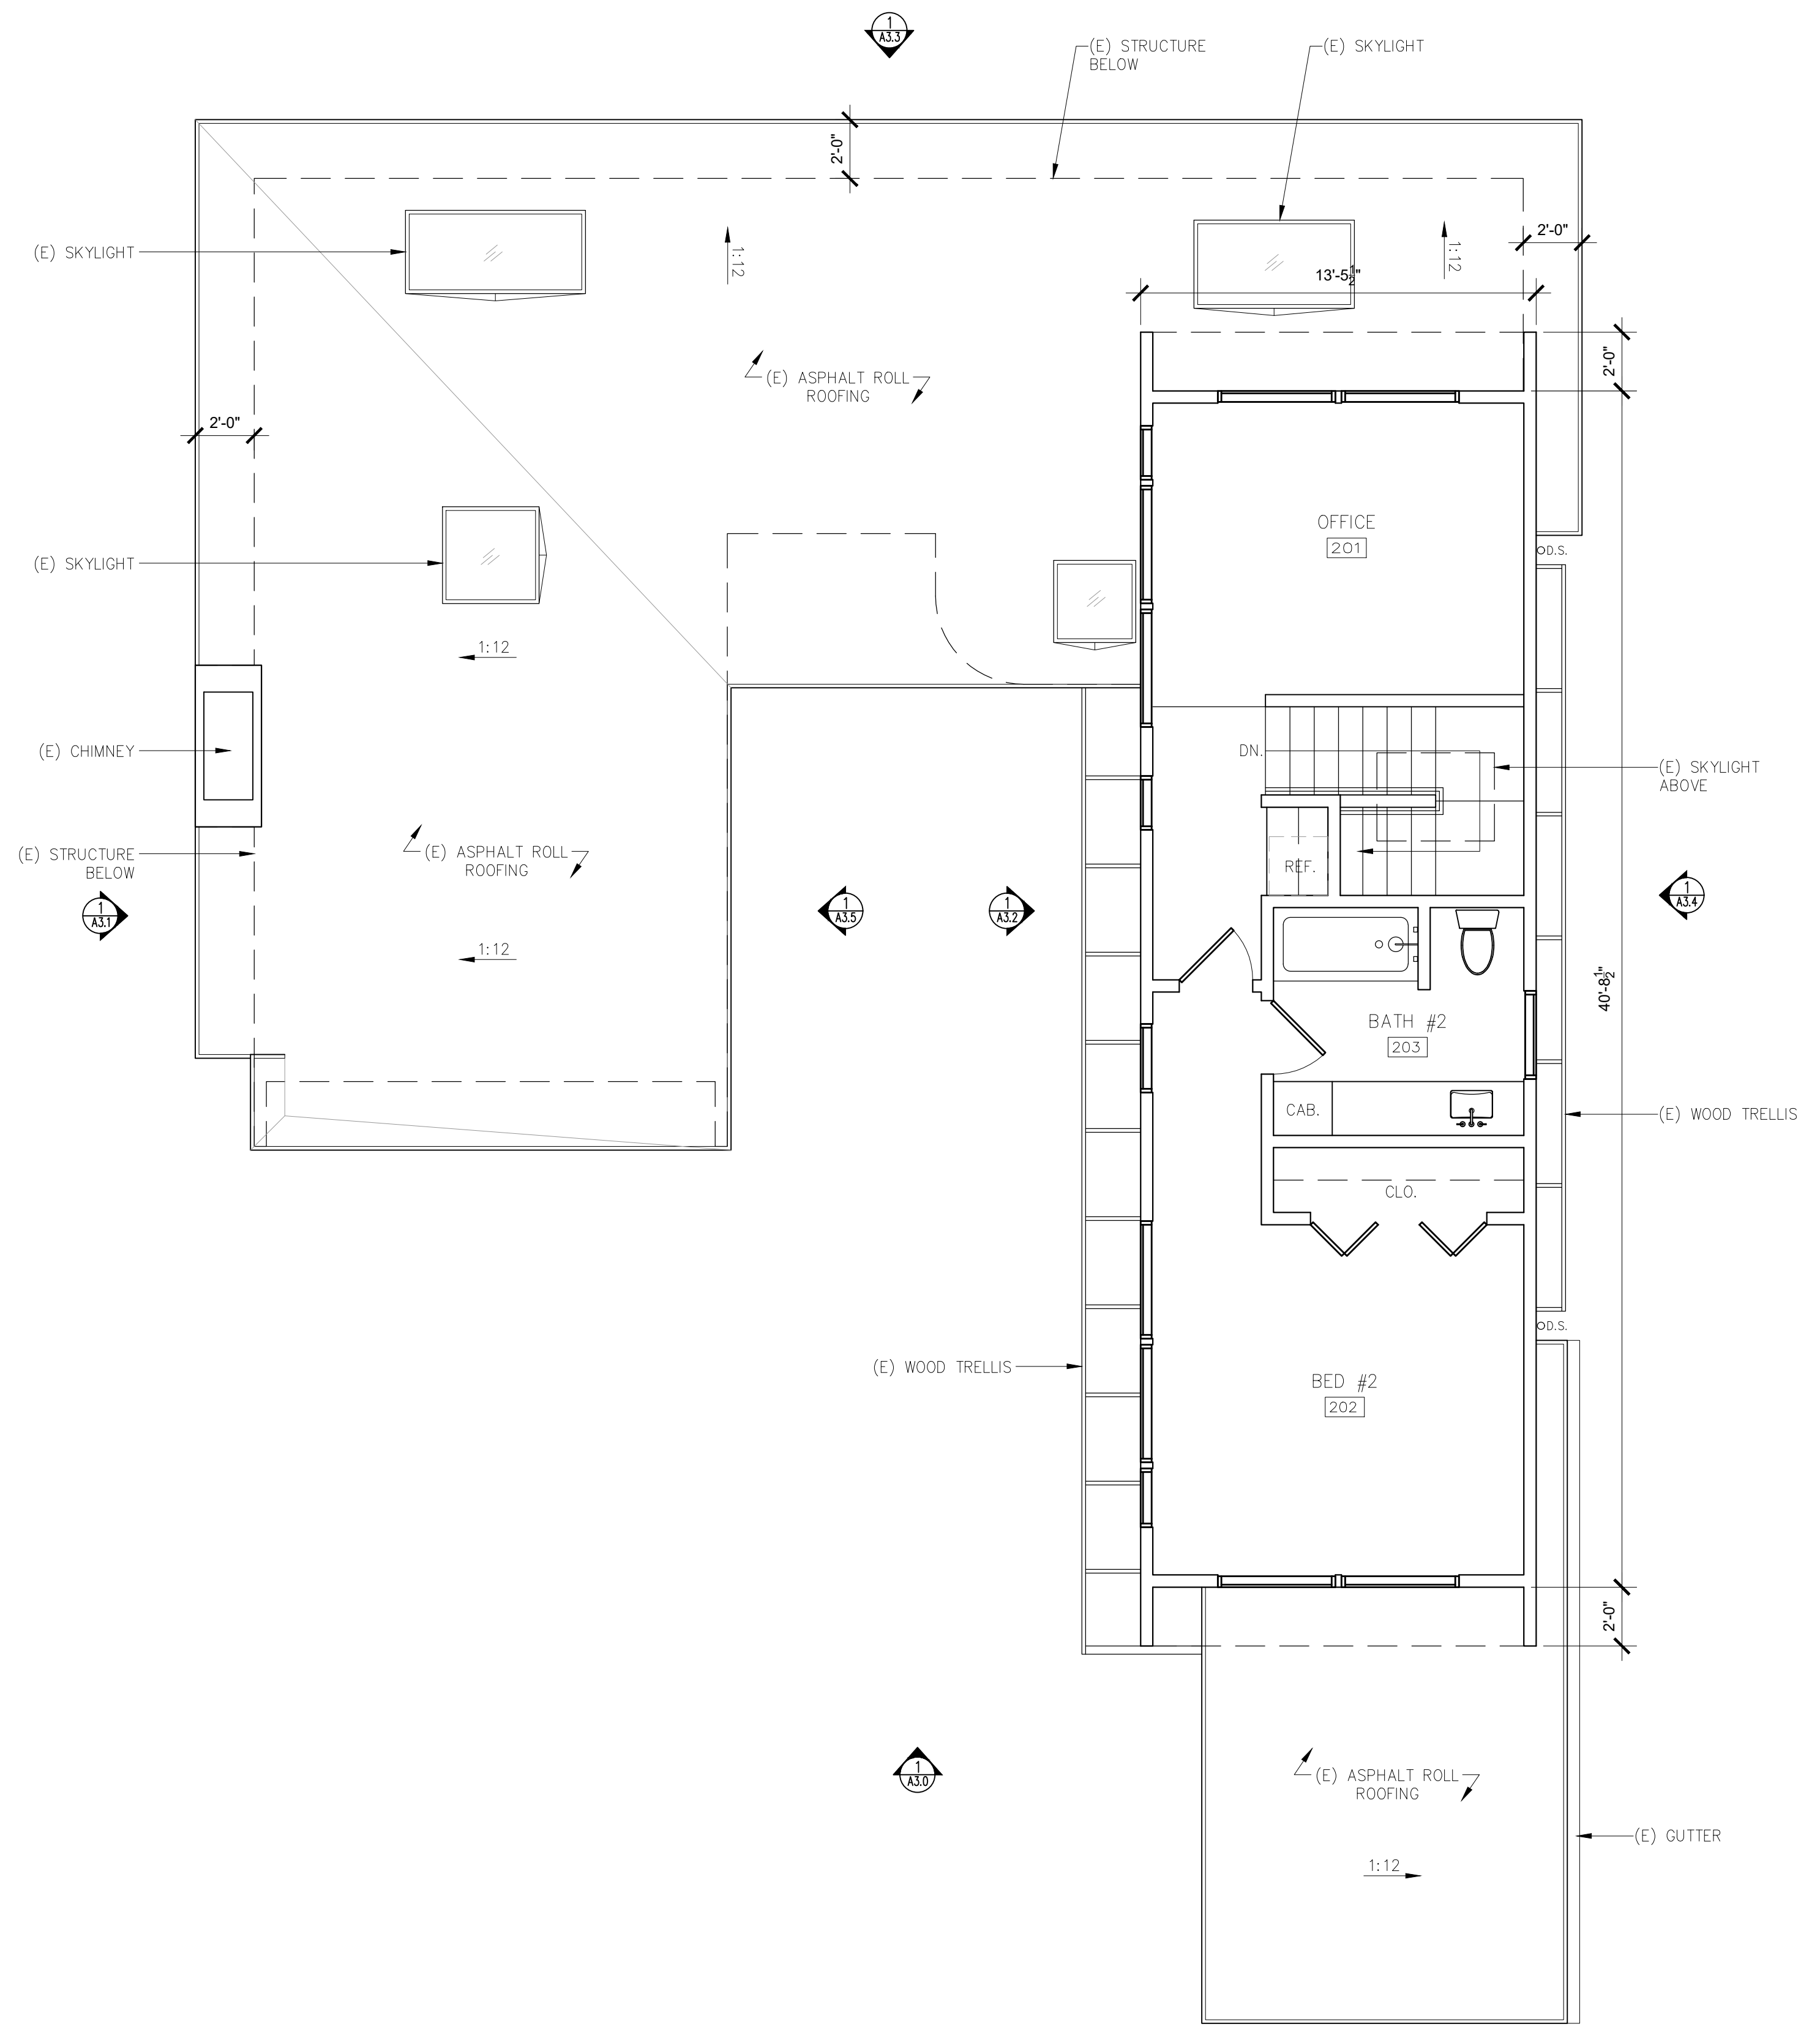 1
A3.3
(E) STRUCTURE
BELOW
(E) SKYLIGHT
2'-0"
(E) SKYLIGHT
1:12
1:12
2'-0"
13'-5 1/2"
2'-0"
(E) ASPHALT ROLL
ROOFING
2'-0"
OFFICE
201
D.S.
(E) SKYLIGHT
1:12
(E) CHIMNEY
DN.
(E) SKYLIGHT
ABOVE
(E) STRUCTURE
BELOW
(E) ASPHALT ROLL
ROOFING
REF.
1
A3.1
1
A3.5
1
A3.2
1
A3.4
1:12
40'-8 1/2"
BATH #2
203
CAB.
(E) WOOD TRELLIS
CLO.
D.S.
(E) WOOD TRELLIS
BED #2
202
2'-0"
1
A3.0
(E) ASPHALT ROLL
ROOFING
(E) GUTTER
1:12